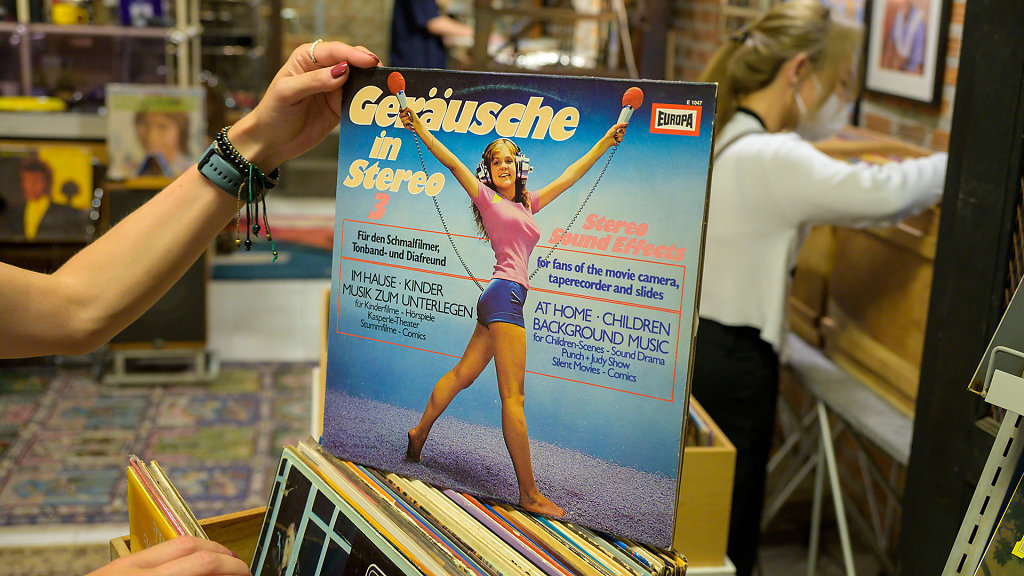 Geräusche
in
Stereo
3
E 1047
EUROPA
Für den Schmalfilmer,
Tonband- und Diafreund
IM HAUSE · KINDER
MUSIK ZUM UNTERLEGEN
für Kinderfilme - Hörspiele
Kasperle-Theater
Stummfilme - Comics
Stereo
Sound Effects
for fans of the movie camera,
taperecorder and slides
AT HOME · CHILDREN
BACKGROUND MUSIC
for Children-Scenes - Sound Drama
Punch + Judy Show
Silent Movies - Comics